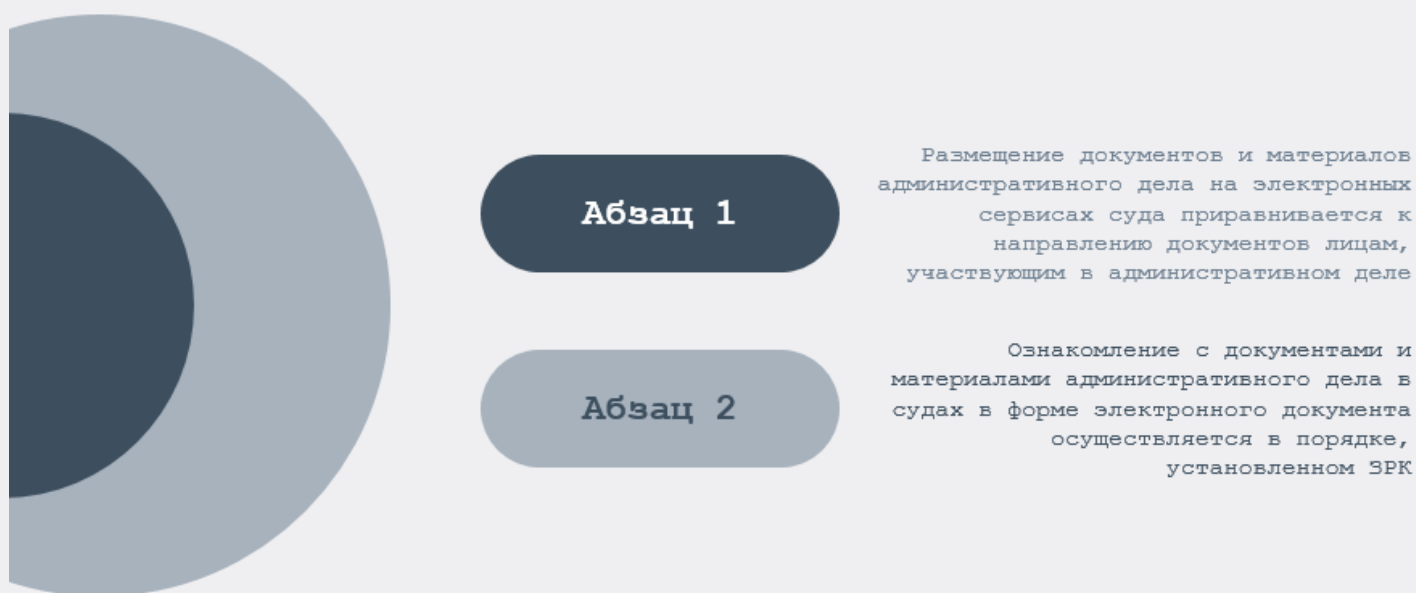 Абзац 1
Размещение документов и материалов
административного дела на электронных
сервисах суда приравнивается к
направлению документов лицам,
участвующим в административном деле
Абзац 2
Ознакомление с документами и
материалами административного дела в
судах в форме электронного документа
осуществляется в порядке,
установленном ЗРК